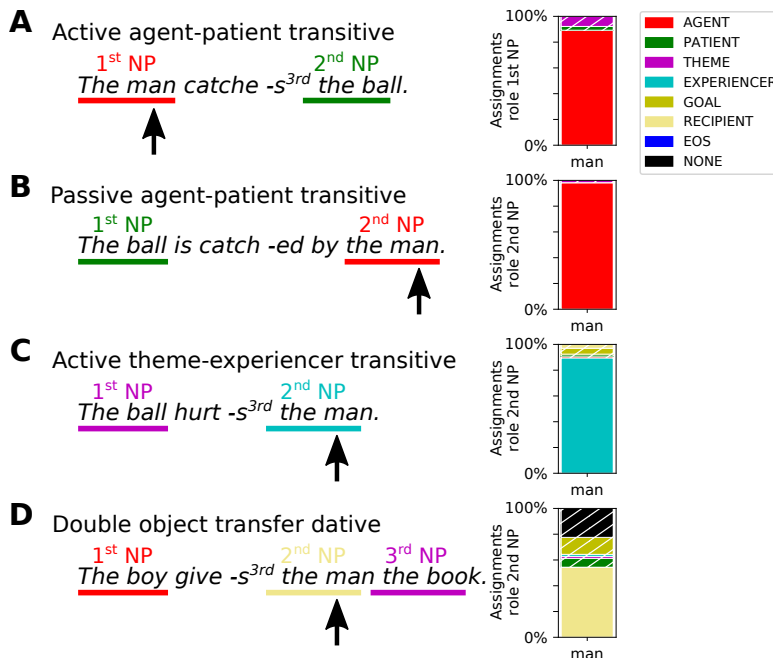 A
Active agent-patient transitive
1st NP 2nd NP
The man catche -s3rd the ball.
100%
0%
Assignments
role 1st NP
man
AGENT
PATIENT
THEME
EXPERIENCER
GOAL
RECIPIENT
EOS
NONE
B
Passive agent-patient transitive
1st NP 2nd NP
The ball is catch -ed by the man.
100%
0%
Assignments
role 2nd NP
man
C
Active theme-experiencer transitive
1st NP 2nd NP
The ball hurt -s3rd the man.
100%
0%
Assignments
role 2nd NP
man
D
Double object transfer dative
1st NP 2nd NP 3rd NP
The boy give -s3rd the man the book.
100%
0%
Assignments
role 2nd NP
man